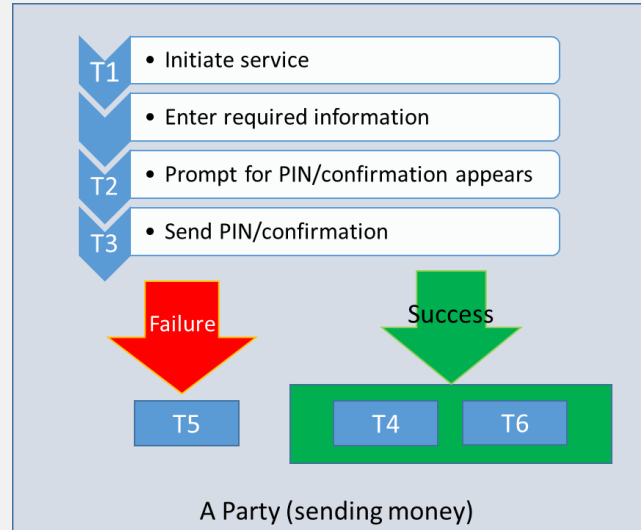 T1 • Initiate service
• Enter required information
T2 • Prompt for PIN/confirmation appears
T3 • Send PIN/confirmation
Failure
Success
T5
T4
T6
A Party (sending money)